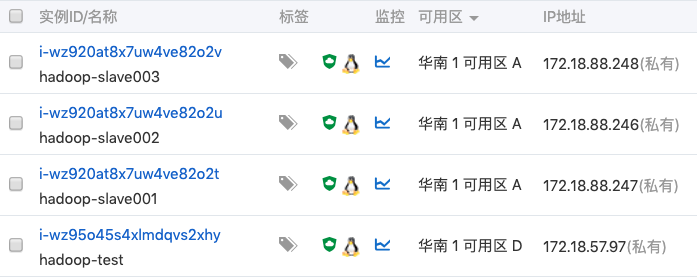 实例ID/名称 标签 监控 可用区 IP地址
i-wz920at8x7uw4ve82o2v
hadoop-slave003
华南 1 可用区 A 172.18.88.248(私有)
i-wz920at8x7uw4ve82o2u
hadoop-slave002
华南 1 可用区 A 172.18.88.246(私有)
i-wz920at8x7uw4ve82o2t
hadoop-slave001
华南 1 可用区 A 172.18.88.247(私有)
i-wz95o45s4xlmdqvs2xhy
hadoop-test
华南 1 可用区 D 172.18.57.97(私有)